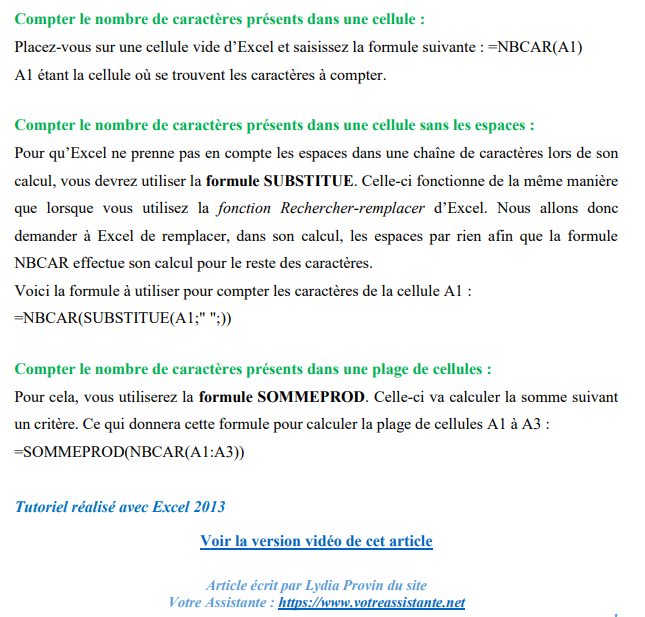 Compter le nombre de caractères présents dans une cellule :
Placez-vous sur une cellule vide d’Excel et saisissez la formule suivante : =NBCAR(A1)
A1 étant la cellule où se trouvent les caractères à compter.
Compter le nombre de caractères présents dans une cellule sans les espaces :
Pour qu’Excel ne prenne pas en compte les espaces dans une chaîne de caractères lors de son
calcul, vous devrez utiliser la formule SUBSTITUE. Celle-ci fonctionne de la même manière
que lorsque vous utilisez la fonction Rechercher-remplacer d’Excel. Nous allons donc
demander à Excel de remplacer, dans son calcul, les espaces par rien afin que la formule
NBCAR effectue son calcul pour le reste des caractères.
Voici la formule à utiliser pour compter les caractères de la cellule A1 :
=NBCAR(SUBSTITUE(A1;" ";))
Compter le nombre de caractères présents dans une plage de cellules :
Pour cela, vous utiliserez la formule SOMMEPROD. Celle-ci va calculer la somme suivant
un critère. Ce qui donnera cette formule pour calculer la plage de cellules A1 à A3 :
=SOMMEPROD(NBCAR(A1:A3))
Tutoriel réalisé avec Excel 2013
Voir la version vidéo de cet article
Article écrit par Lydia Provin du site
Votre Assistante : https://www.votreassistante.net